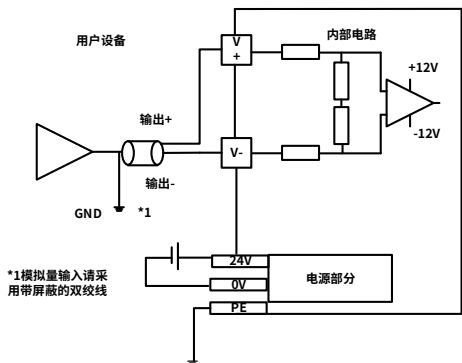 用户设备
V
+
内部电路
+12V
输出+
-12V
V-
输出-
GND
*1
24V
*1模拟量输入请采
用带屏蔽的双绞线
0V
电源部分
PE